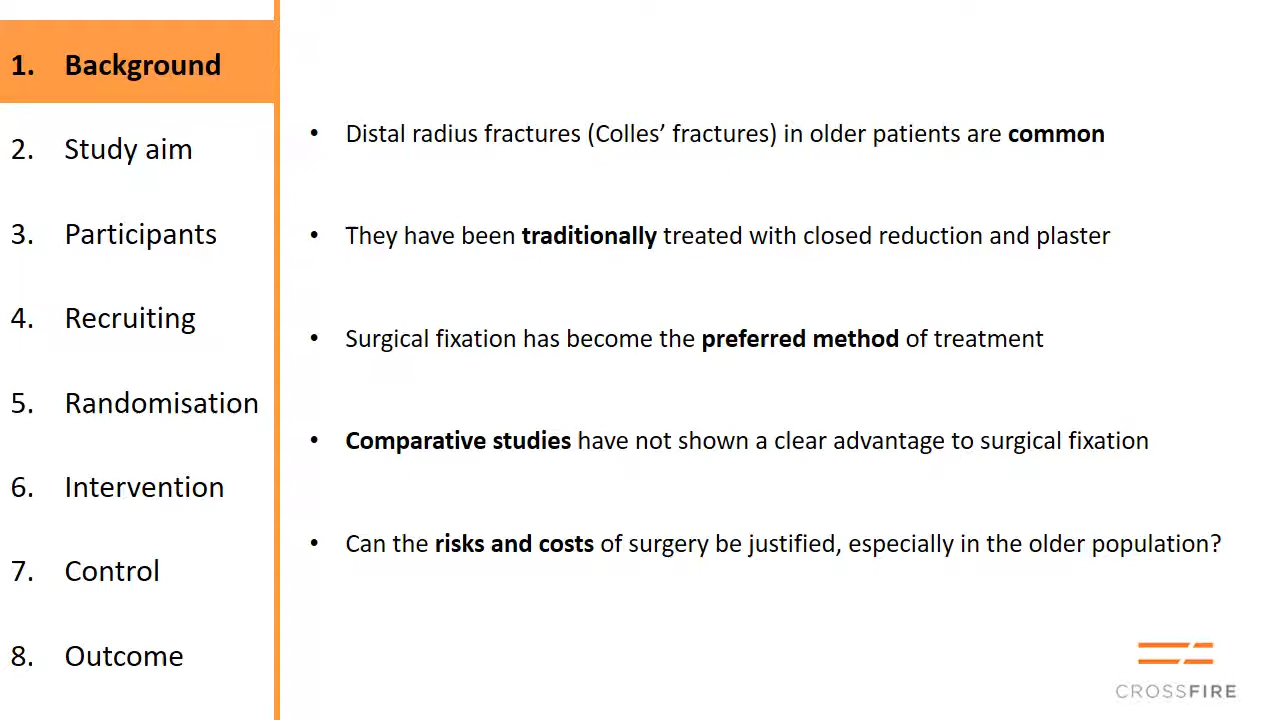 1. Background
2. Study aim
3. Participants
4. Recruiting
5. Randomisation
6. Intervention
7. Control
8. Outcome
• Distal radius fractures (Colles’ fractures) in older patients are common
• They have been traditionally treated with closed reduction and plaster
• Surgical fixation has become the preferred method of treatment
• Comparative studies have not shown a clear advantage to surgical fixation
• Can the risks and costs of surgery be justified, especially in the older population?
CROSSFIRE